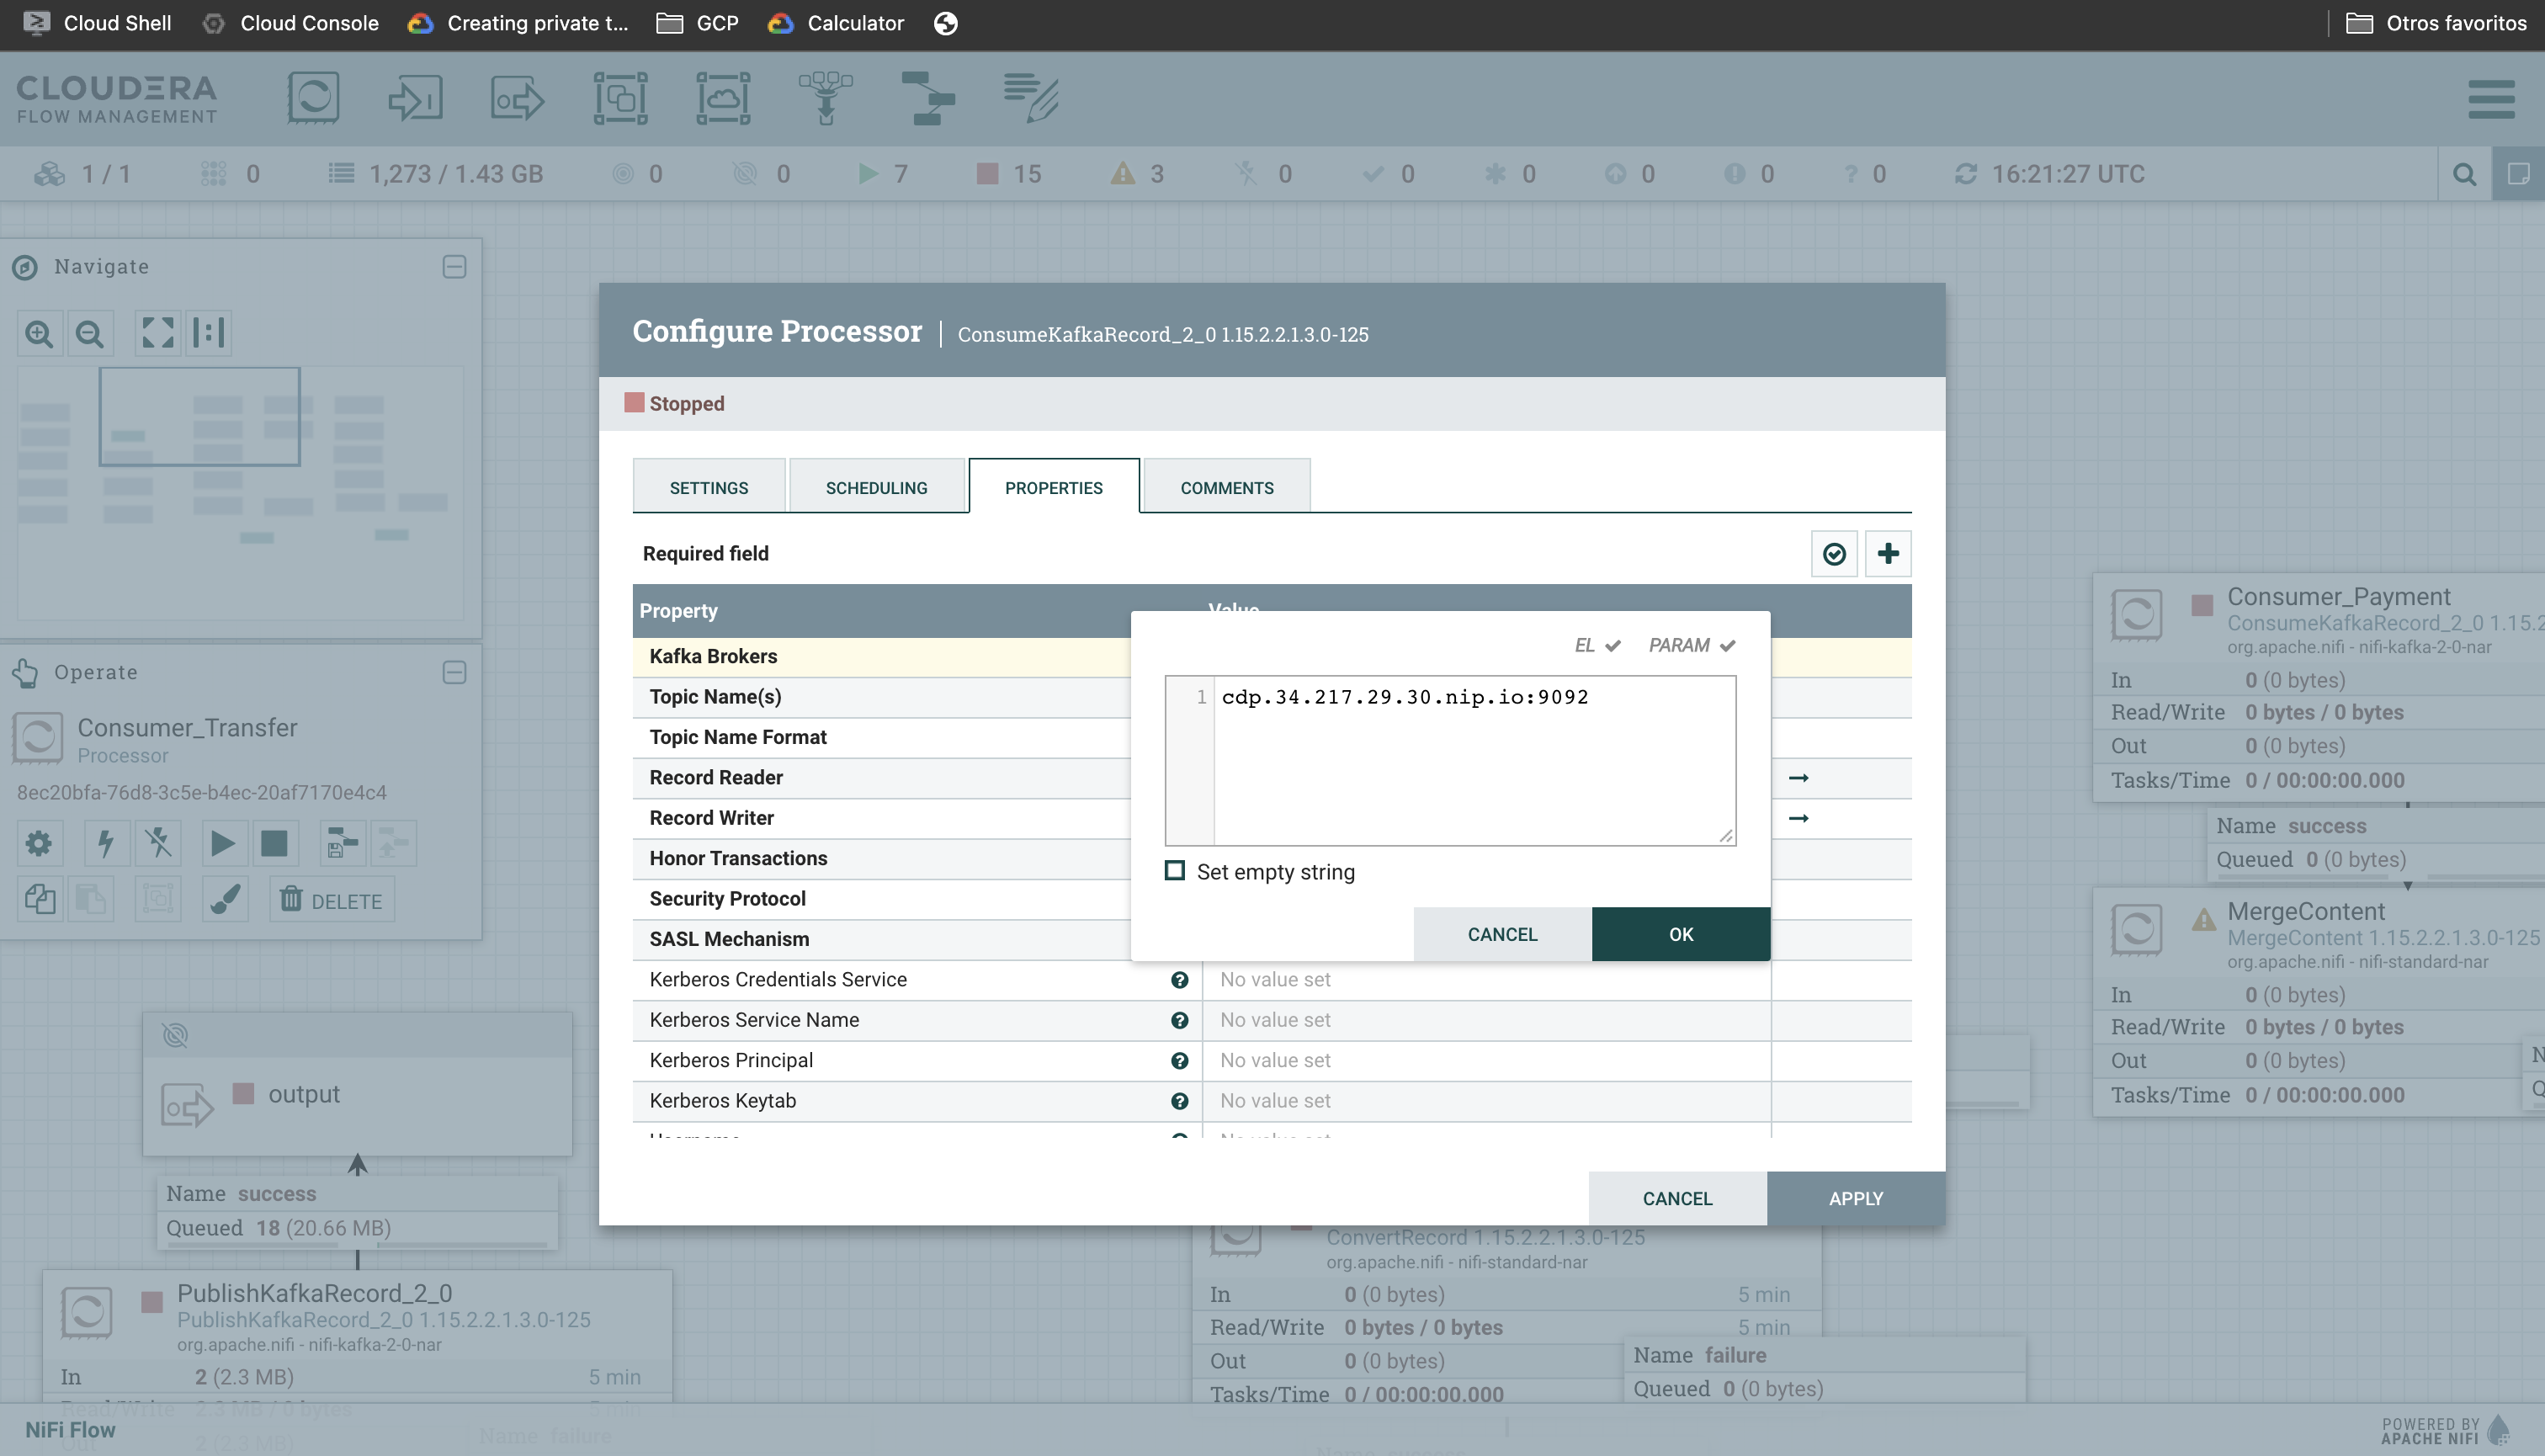 Cloud Shell Cloud Console Creating private t... GCP Calculator Otros favoritos
CLOUDERA
FLOW MANAGEMENT
1 / 1 0 1,273 / 1.43 GB 0 0 7 15 3 0 0 0 0 0 0 16:21:27 UTC
Navigate
Operate
Consumer_Transfer
Processor
8ec20bfa-76d8-3c5e-b4ec-20af7170e4c4
DELETE
output
Name success
Queued 18 (20.66 MB)
PublishKafkaRecord_2_0
PublishKafkaRecord_2_0 1.15.2.2.1.3.0-125
org.apache.nifi - nifi-kafka-2-0-nar
In 2 (2.3 MB) 5 min
Read/Write 2.3 MB / 0 bytes 5 min
Out 2 (2.3 MB)
Name failure
Configure Processor | ConsumeKafkaRecord_2_0 1.15.2.2.1.3.0-125
Stopped
SETTINGS SCHEDULING PROPERTIES COMMENTS
Required field
Property Value
Kafka Brokers
Topic Name(s)
Topic Name Format
Record Reader
Record Writer
Honor Transactions
Security Protocol
SASL Mechanism
Kerberos Credentials Service No value set
Kerberos Service Name No value set
Kerberos Principal No value set
Kerberos Keytab No value set
Username No value set
EL PARAM
1 cdp.34.217.29.30.nip.io:9092
Set empty string
CANCEL OK
CANCEL APPLY
ConvertRecord 1.15.2.2.1.3.0-125
org.apache.nifi - nifi-standard-nar
In 0 (0 bytes) 5 min
Read/Write 0 bytes / 0 bytes 5 min
Out 0 (0 bytes)
Tasks/Time 0 / 00:00:00.000
Name failure
Queued 0 (0 bytes)
Consumer_Payment
ConsumeKafkaRecord_2_0 1.15.2
org.apache.nifi - nifi-kafka-2-0-nar
In 0 (0 bytes)
Read/Write 0 bytes / 0 bytes
Out 0 (0 bytes)
Tasks/Time 0 / 00:00:00.000
Name success
Queued 0 (0 bytes)
MergeContent
MergeContent 1.15.2.2.1.3.0-125
org.apache.nifi - nifi-standard-nar
In 0 (0 bytes)
Read/Write 0 bytes / 0 bytes
Out 0 (0 bytes)
Tasks/Time 0 / 00:00:00.000
NiFi Flow
POWERED BY
APACHE NIFI